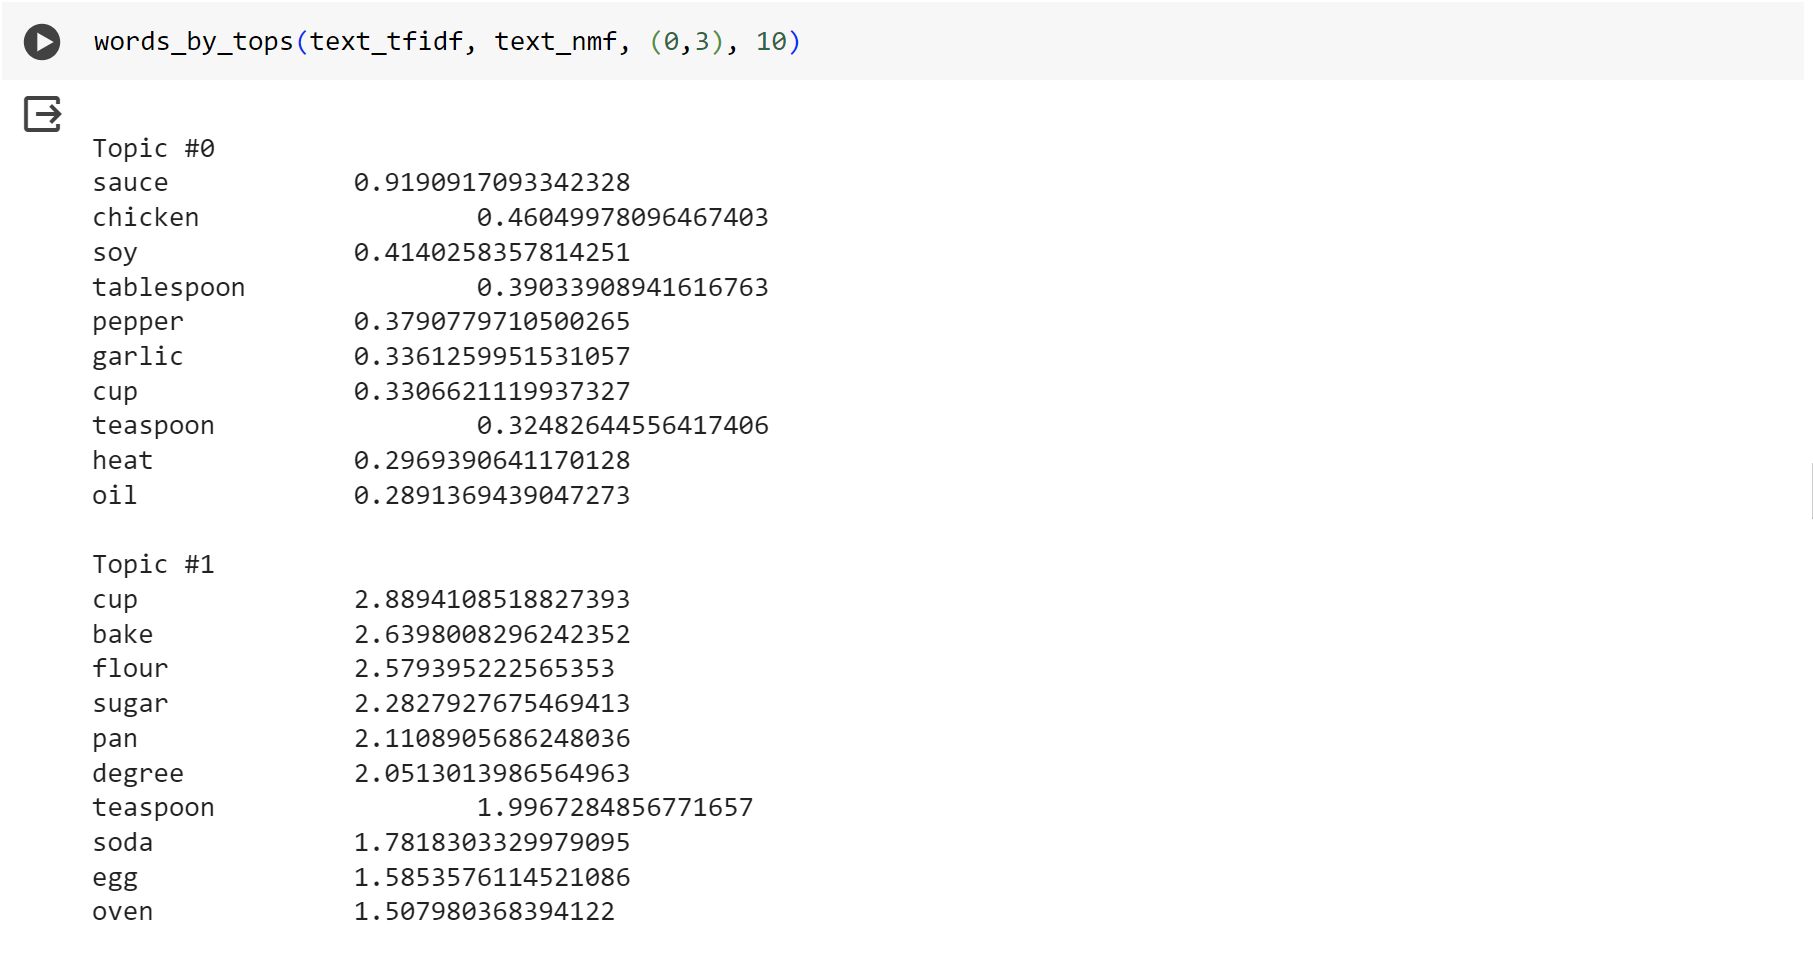 words_by_tops(text_tfidf, text_nmf, (0,3), 10)
Topic #0
sauce 0.9190917093342328
chicken 0.46049978096467403
soy 0.4140258357814251
tablespoon 0.39033908941616763
pepper 0.3790779710500265
garlic 0.3361259951531057
cup 0.3306621119937327
teaspoon 0.32482644556417406
heat 0.2969390641170128
oil 0.2891369439047273
Topic #1
cup 2.8894108518827393
bake 2.6398008296242352
flour 2.579395222565353
sugar 2.2827927675469413
pan 2.1108905686248036
degree 2.0513013986564963
teaspoon 1.9967284856771657
soda 1.7818303329979095
egg 1.5853576114521086
oven 1.507980368394122